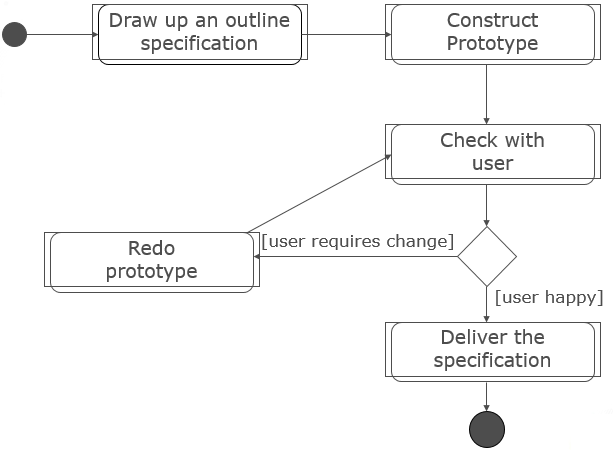 Draw up an outline
specification
Construct
Prototype
Check with
user
[user requires change]
Redo
prototype
[user happy]
Deliver the
specification